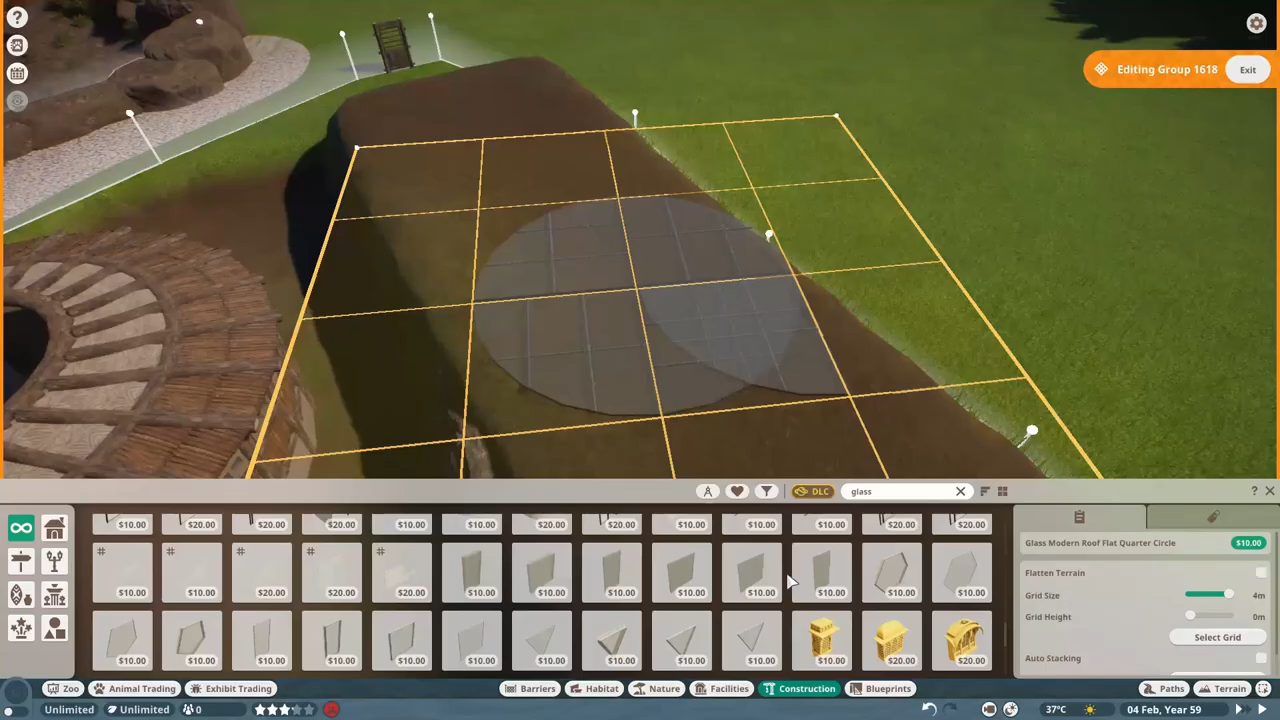 ?
Editing Group 1618
Exit
DLC
glass
?
$10.00 $20.00 $20.00 $10.00 $10.00 $10.00 $20.00 $20.00 $10.00 $10.00 $10.00 $20.00 $20.00
Glass Modern Roof Flat Quarter Circle $10.00
$10.00 $10.00 $20.00 $10.00 $20.00 $10.00 $10.00 $10.00 $10.00 $10.00 $10.00 $10.00 $10.00
Flatten Terrain
Grid Size 4m
Grid Height 0m
Select Grid
$10.00 $10.00 $10.00 $10.00 $10.00 $10.00 $10.00 $10.00 $10.00 $10.00 $10.00 $20.00 $20.00
Auto Stacking
Zoo Animal Trading Exhibit Trading Barriers Habitat Nature Facilities Construction Blueprints Paths Terrain
Unlimited Unlimited 0 37°C 04 Feb, Year 59